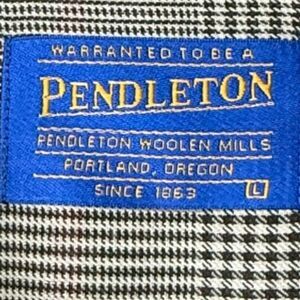 WARRANTED TO BE A
PENDLETON
PENDLETON WOOLEN MILLS
PORTLAND, OREGON
SINCE 1863 L